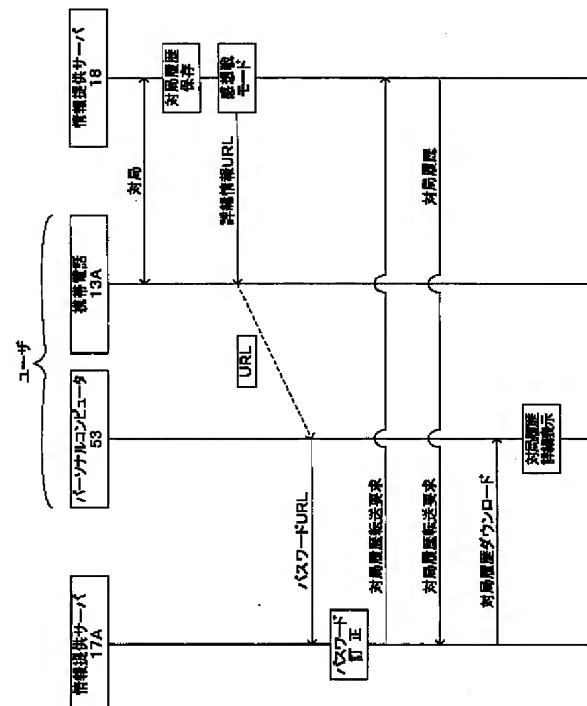 ユーザ
情報提供サーバ
17A
パーソナルコンピュータ
53
携帯電話
13A
情報提供サーバ
18
対局
対局履歴
保存
感想戦
モード
詳細情報URL
URL
パスワードURL
パスワード
訂正
対局履歴転送要求
対局履歴転送要求
対局履歴
対局履歴ダウンロード
対局履歴
詳細表示